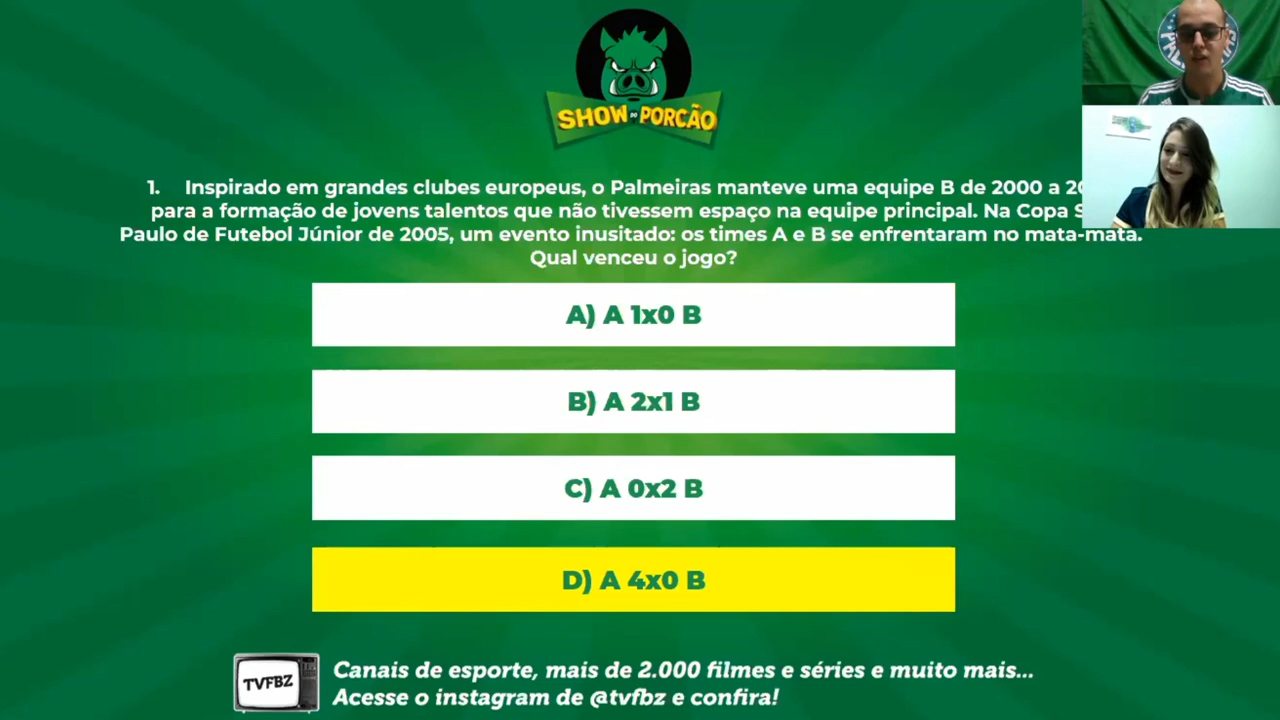 SHOW DO PORCÃO
1. Inspirado em grandes clubes europeus, o Palmeiras manteve uma equipe B de 2000 a
para a formação de jovens talentos que não tivessem espaço na equipe principal. Na Copa
Paulo de Futebol Júnior de 2005, um evento inusitado: os times A e B se enfrentaram no mata-mata.
Qual venceu o jogo?
A) A 1x0 B
B) A 2x1 B
C) A 0x2 B
D) A 4x0 B
TVFBZ
Canais de esporte, mais de 2.000 filmes e séries e muito mais...
Acesse o instagram de @tvfbz e confira!